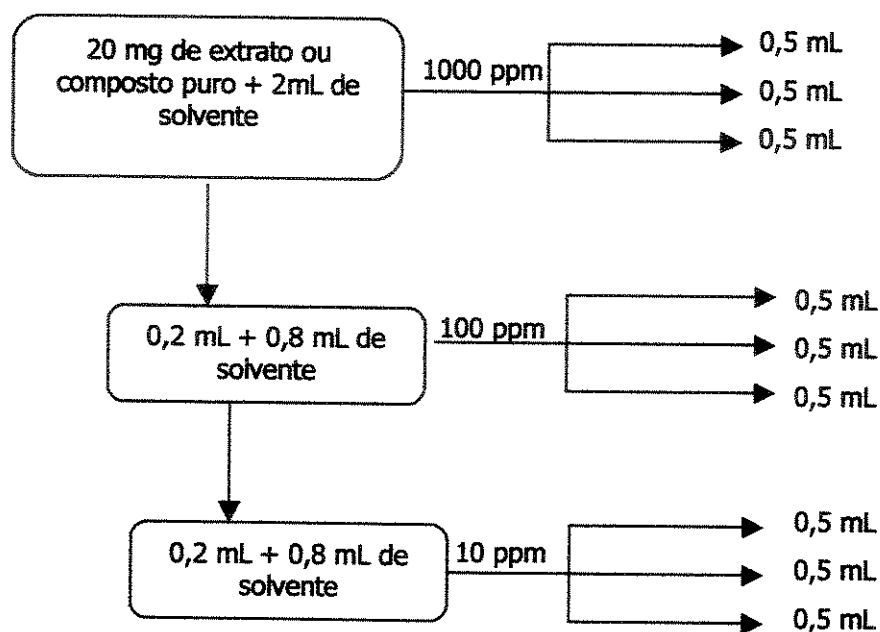 20 mg de extrato ou
composto puro + 2mL de
solvente
1000 ppm
0,5 mL
0,5 mL
0,5 mL
0,2 mL + 0,8 mL de
solvente
100 ppm
0,5 mL
0,5 mL
0,5 mL
0,2 mL + 0,8 mL de
solvente
10 ppm
0,5 mL
0,5 mL
0,5 mL